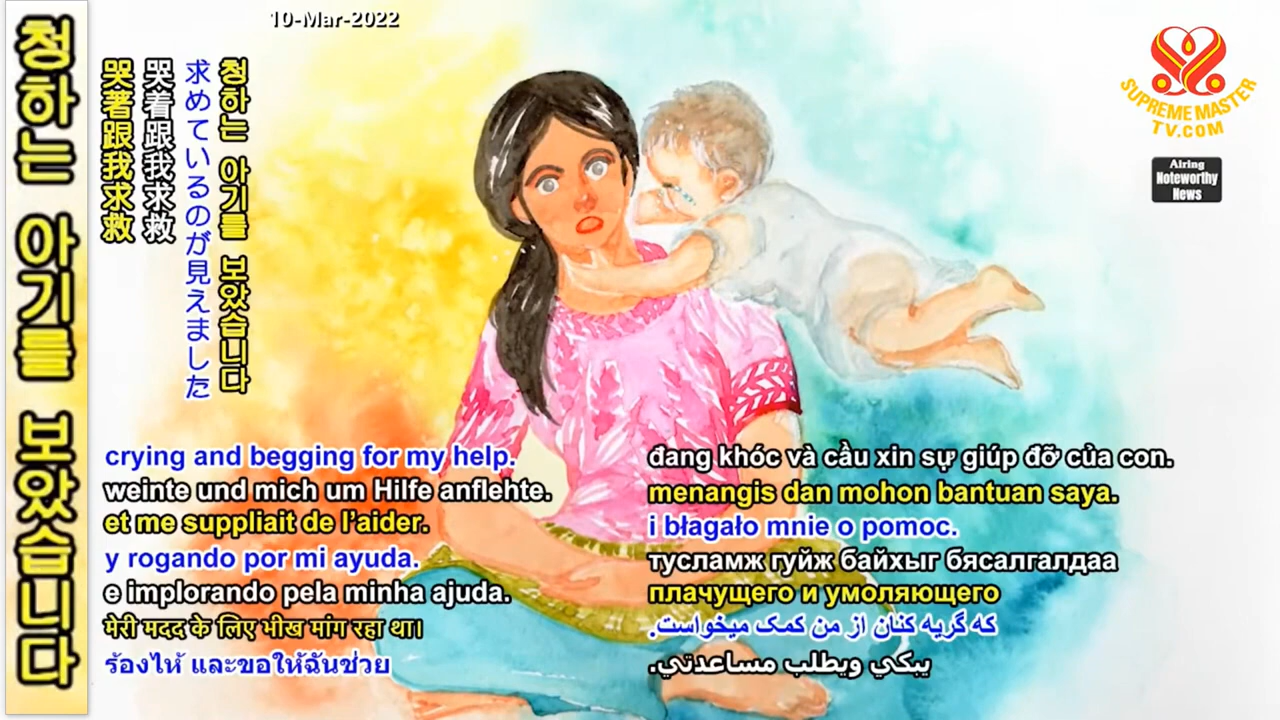 10-Mar-2022
청하는 아기를 보았습니다
哭著跟我求救
哭着跟我求救
求めているのが見えました
청하는 아기를 보았습니다
SUPREME MASTER
TV.COM
Airing
Noteworthy
News
crying and begging for my help.
weinte und mich um Hilfe anflehte.
et me suppliait de l’aider.
y rogando por mi ayuda.
e implorando pela minha ajuda.
मेरी मदद के लिए भीख मांग रहा था।
ร้องไห้ และขอให้ฉันช่วย
đang khóc và cầu xin sự giúp đỡ của con.
menangis dan mohon bantuan saya.
i błagało mnie o pomoc.
тусламж гуйж байхыг бясалгалдаа
плачущего и умоляющего
که گریه کنان از من کمک میخواست.
يبكي ويطلب مساعدتي.